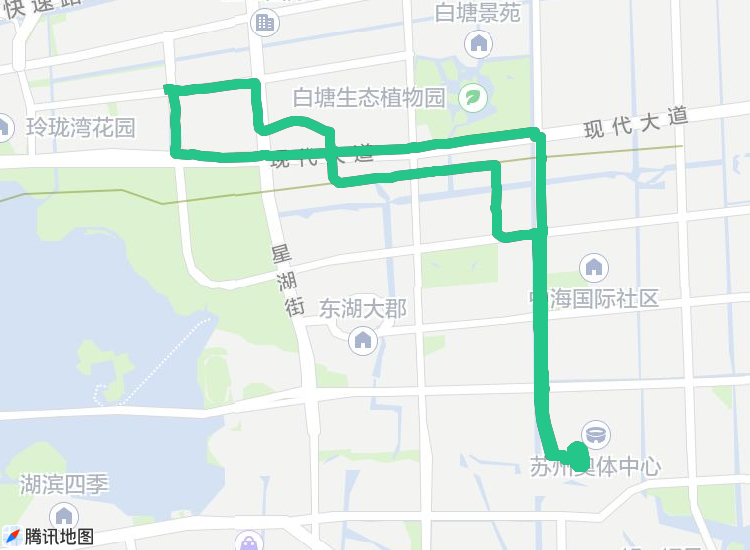 快速路
白塘景苑
白塘生态植物园
玲珑湾花园
现代大道
现代大道
星湖街
中海国际社区
东湖大郡
苏州奥体中心
湖滨四季
腾讯地图